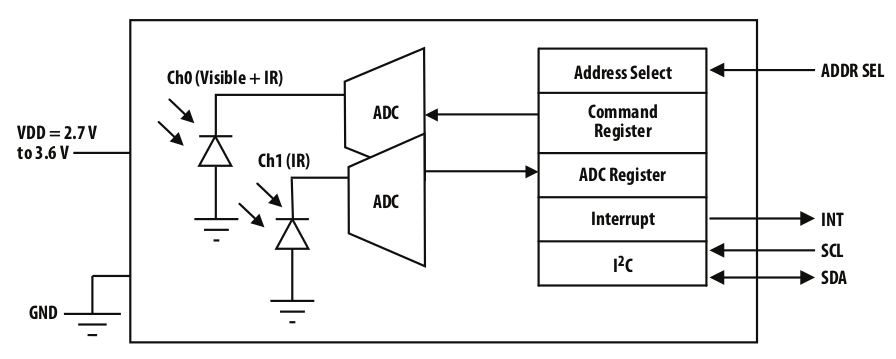 Ch0 (Visible + IR)
ADC
VDD = 2.7 V
to 3.6 V
Ch1 (IR)
ADC
GND
Address Select
Command
Register
ADC Register
Interrupt
I²C
ADDR SEL
INT
SCL
SDA